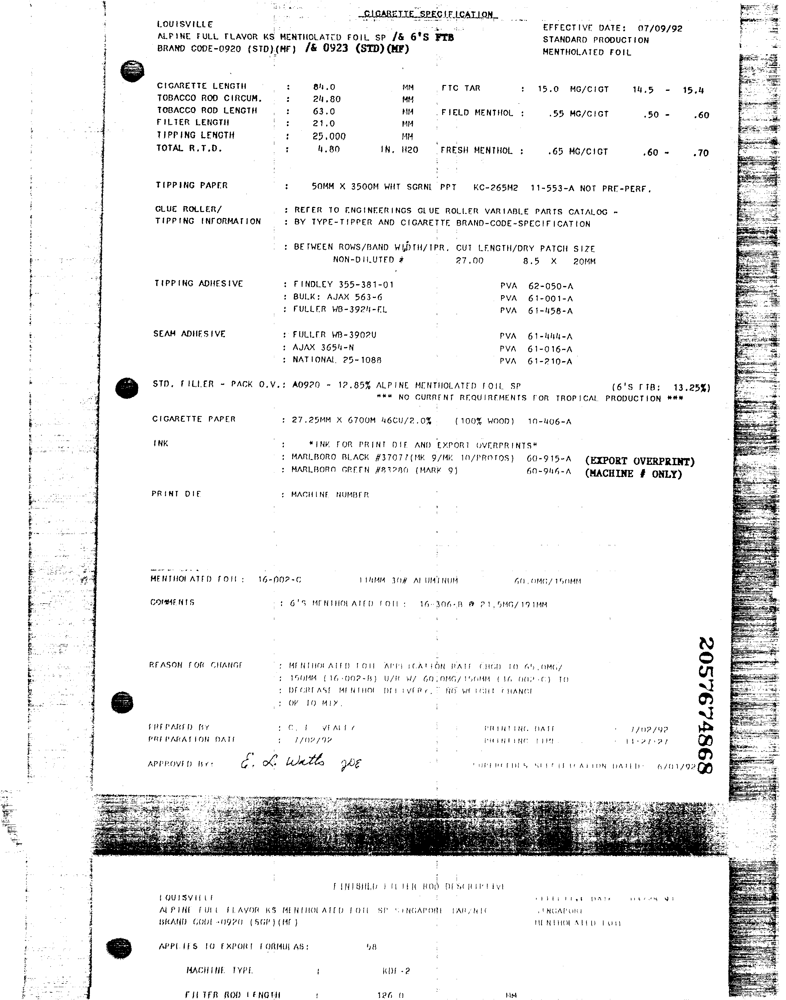 CIGARETTE SPECIFICATION
LOUISVILLE
EFFECTIVE DATE: 07/09/92
ALPINE FULL FLAVOR KS MENTHOLATED FOIL SP /& 6'S FTB
STANDARD PRODUCTION
BRAND CODE-0920 (STD)(MF) /& 0923 (STD)(MF)
MENTHOLATED FOIL
CIGARETTE LENGTH : 84.0 MM FTC TAR : 15.0 MG/CIGT 14.5 - 15.4
TOBACCO ROD CIRCUM. : 24.80 MM
TOBACCO ROD LENGTH : 63.0 MM FIELD MENTHOL : .55 MG/CIGT .50 - .60
FILTER LENGTH : 21.0 MM
TIPPING LENGTH : 25.000 MM
TOTAL R.T.D. : 4.80 IN. H2O FRESH MENTHOL : .65 MG/CIGT .60 - .70
TIPPING PAPER : 50MM X 3500M WHT SGRNL PPT KC-265M2 11-553-A NOT PRE-PERF.
GLUE ROLLER/ : REFER TO ENGINEERINGS GLUE ROLLER VARIABLE PARTS CATALOG -
TIPPING INFORMATION : BY TYPE-TIPPER AND CIGARETTE BRAND-CODE-SPECIFICATION
: BETWEEN ROWS/BAND WIDTH/TPR. CUT LENGTH/DRY PATCH SIZE
NON-DILUTED # 27.00 8.5 X 20MM
TIPPING ADHESIVE : FINDLEY 355-381-01 PVA 62-050-A
: BULK: AJAX 563-6 PVA 61-001-A
: FULLER WB-3924-EL PVA 61-458-A
SEAM ADHESIVE : FULLER WB-3902U PVA 61-444-A
: AJAX 3654-N PVA 61-016-A
: NATIONAL 25-1088 PVA 61-210-A
STD. FILLER - PACK O.V.: A0920 - 12.85% ALPINE MENTHOLATED FOIL SP (6'S FTB: 13.25%)
*** NO CURRENT REQUIREMENTS FOR TROPICAL PRODUCTION ***
CIGARETTE PAPER : 27.25MM X 6700M 46CU/2.0% (100% WOOD) 10-406-A
INK : *INK FOR PRINT DIE AND EXPORT OVERPRINTS*
: MARLBORO BLACK #37077(MK 9/MK 10/PROTOS) 60-915-A (EXPORT OVERPRINT)
: MARLBORO GREEN #83280 (MARK 9) 60-946-A (MACHINE # ONLY)
PRINT DIE : MACHINE NUMBER
MENTHOLATED FOIL: 16-002-C 114MM 30# ALUMINUM 60.0MG/150MM
COMMENTS : 6'S MENTHOLATED FOIL: 16-306-B @ 21.5MG/191MM
REASON FOR CHANGE : MENTHOLATED FOIL APPLICATION RATE CHGD TO 65.0MG/
: 150MM (16-002-B) U/R W/ 60.0MG/150MM (16-002-C) TO
: DECREASE MENTHOL DELIVERY. NO WEIGHT CHANGE
: OR TO MIX.
PREPARED BY : C. F. VEALEY PRINTING DATE : 7/02/92
PREPARATION DATE : 7/02/92 PRINTING TIME: 11-27-27
APPROVED BY: E. L. Watts SUPERCEDES SPECIFICATION DATED: 6/01/92
2057674868
FINISHED FILTER ROD DESCRIPTIVE
LOUISVILLE
EFFECTIVE DATE
ALPINE FULL FLAVOR KS MENTHOLATED FOIL SP SINGAPORE TAR/NIC
SINGAPORE
BRAND CODE-0920 (SGP)(MF)
MENTHOLATED FOIL
APPLIES TO EXPORT FORMULAS: 58
MACHINE TYPE : KDF-2
FILTER ROD LENGTH : 126.0 MM